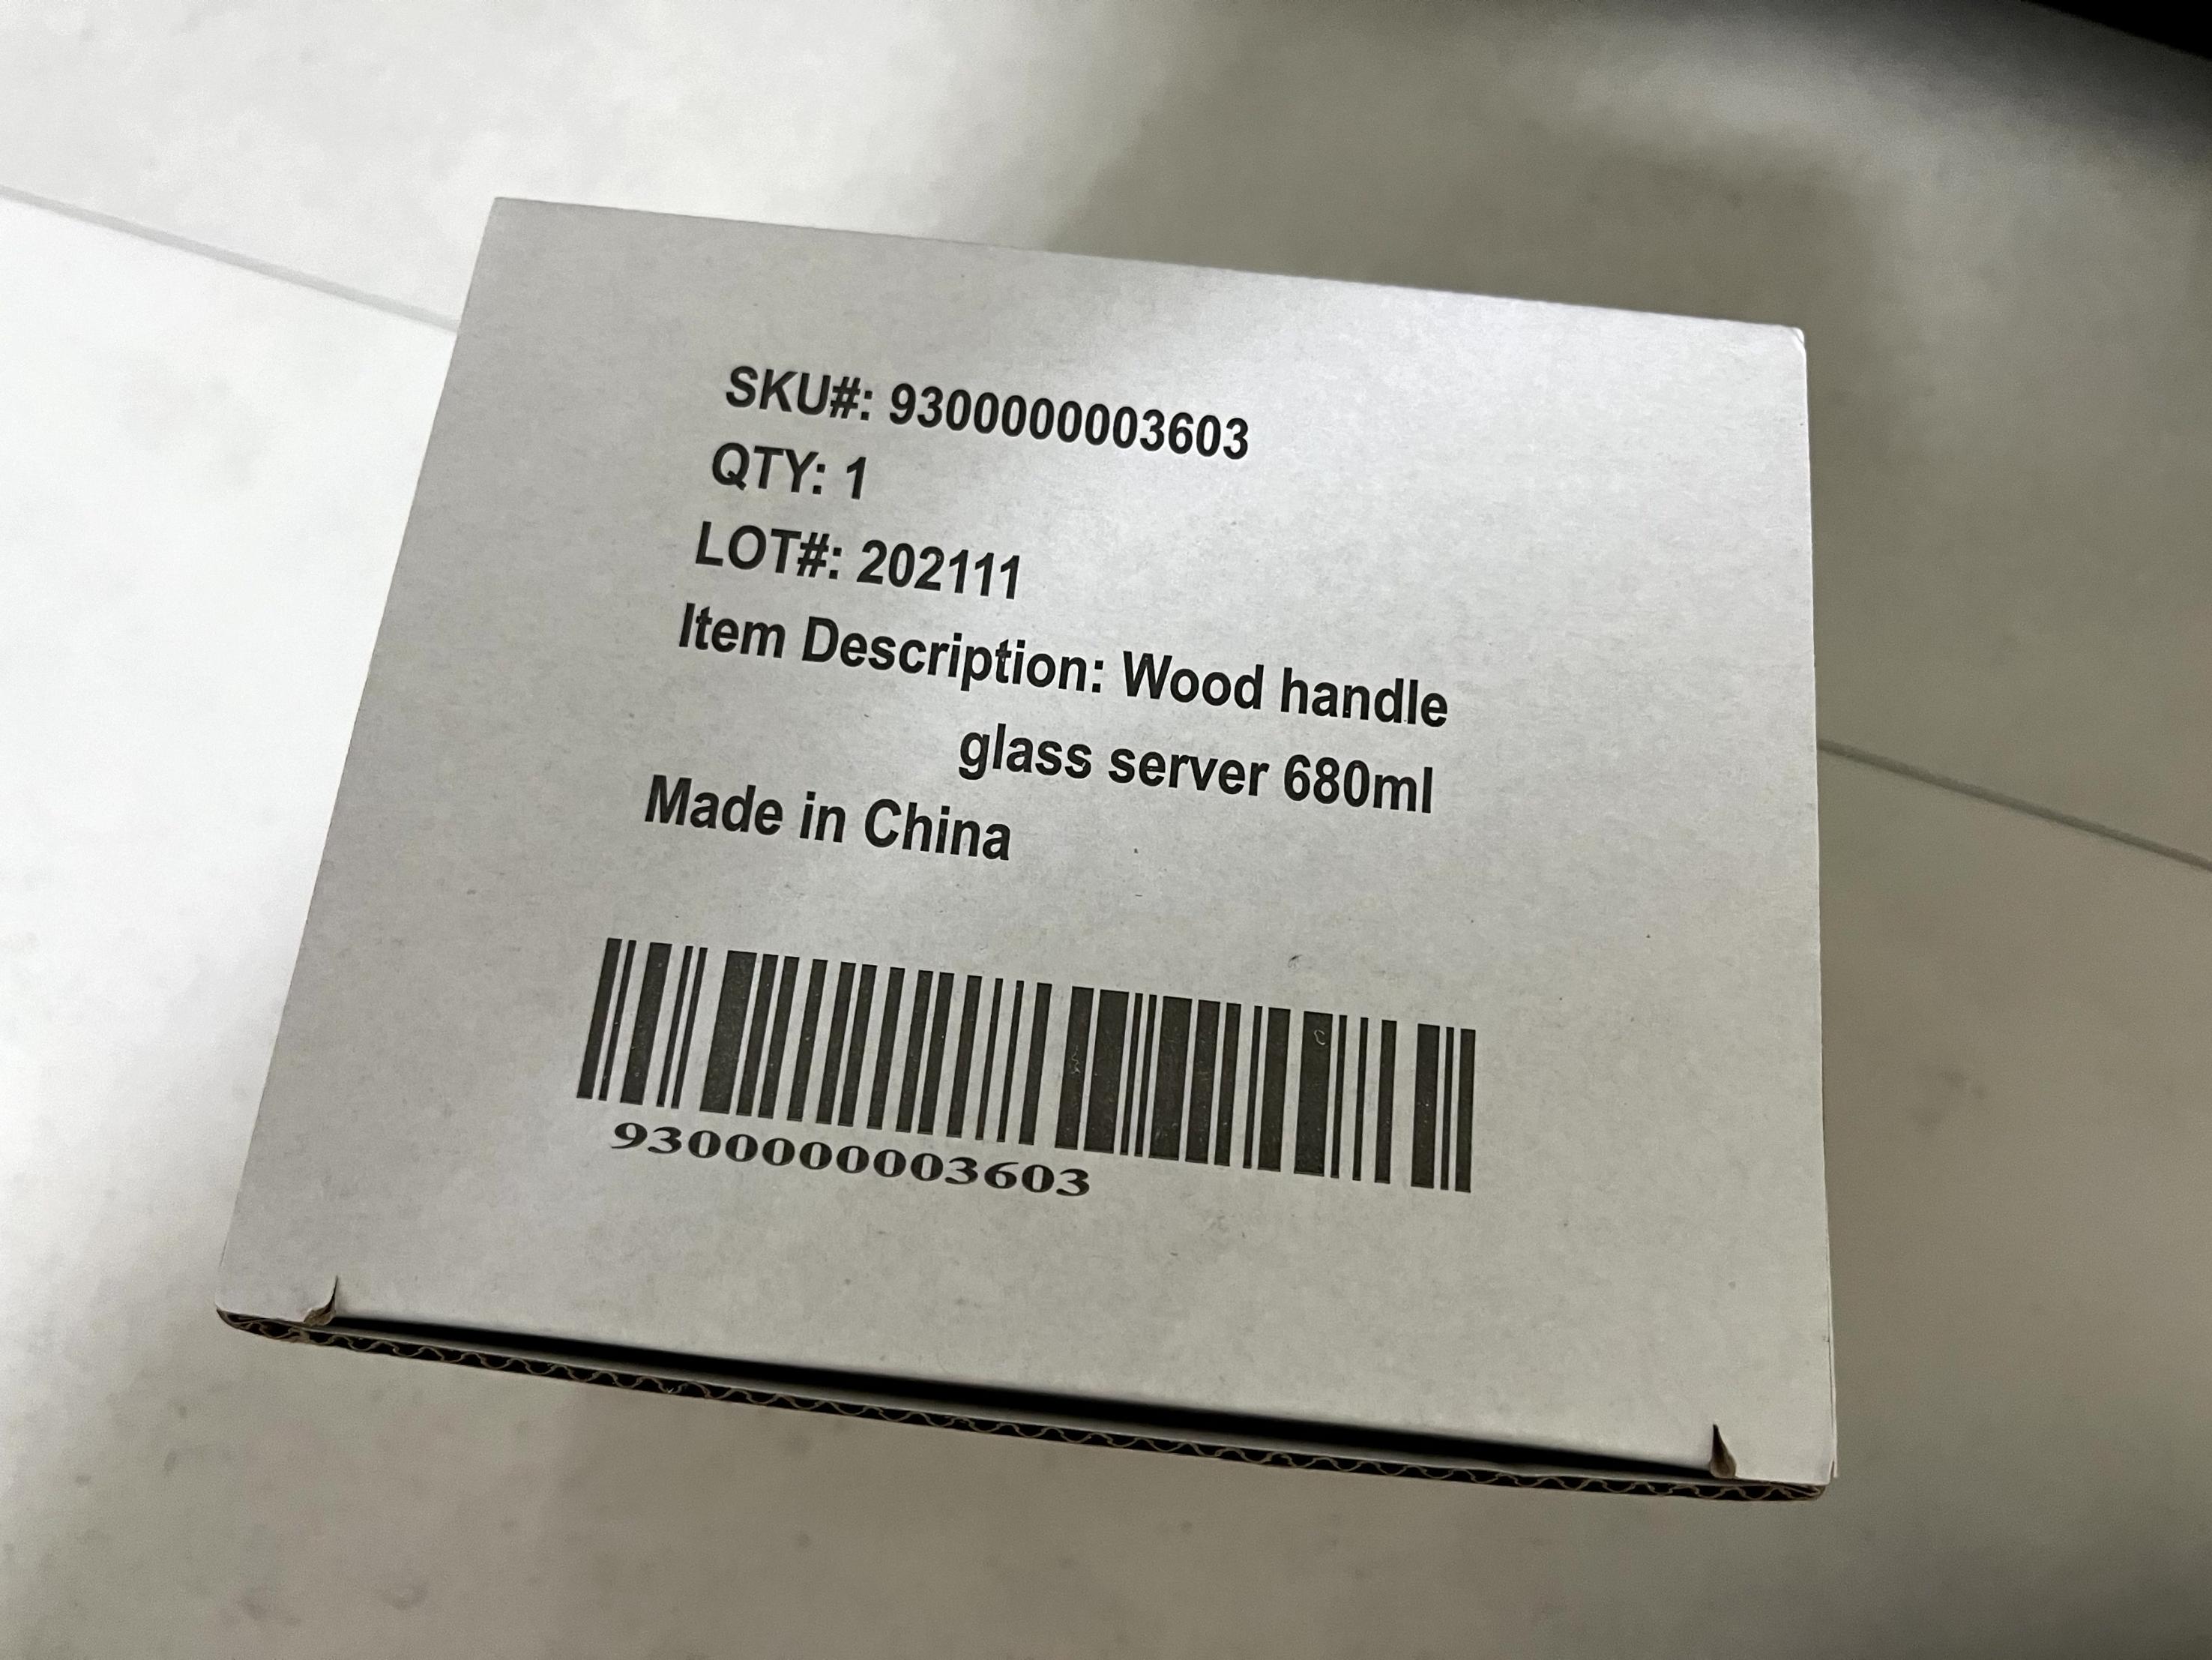 SKU#: 9300000003603
QTY: 1
LOT#: 202111
Item Description: Wood handle
glass server 680ml
Made in China
9300000003603